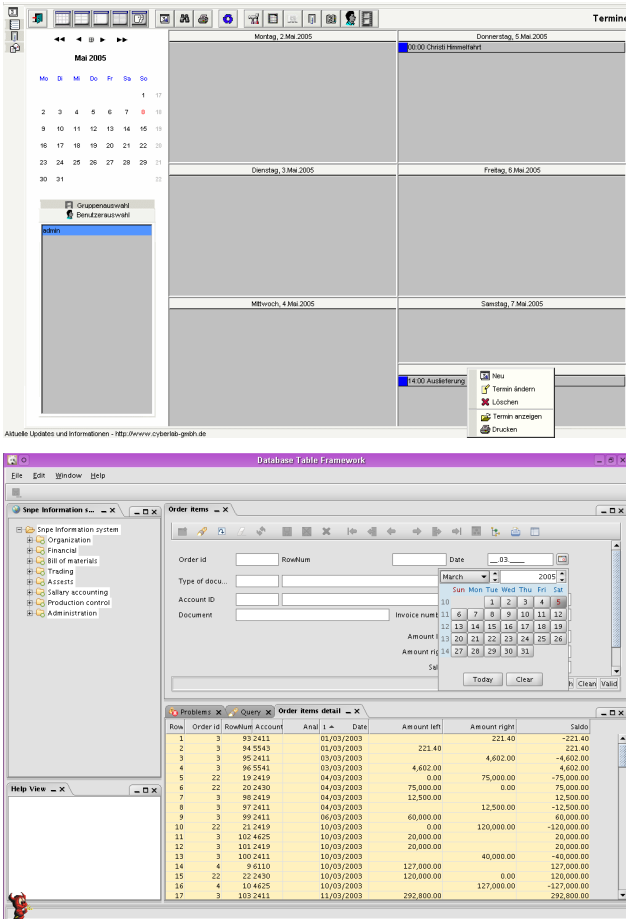 Termine
Montag, 2.Mai.2005
Donnerstag, 5.Mai.2005
00:00 Christi Himmelfahrt
Mai 2005
Mo Di Mi Do Fr Sa So
1 17
2 3 4 5 6 7 8 18
9 10 11 12 13 14 15 19
16 17 18 19 20 21 22 20
23 24 25 26 27 28 29 21
30 31 22
Dienstag, 3.Mai.2005
Freitag, 6.Mai.2005
Gruppenauswahl
Benutzerauswahl
admin
Mittwoch, 4.Mai.2005
Samstag, 7.Mai.2005
14:00 Auslieferung
Neu
Termin ändern
Löschen
Termin anzeigen
Drucken
Aktuelle Updates und Informationen - http://www.cyberlab-gmbh.de
Database Table Framework
File Edit Window Help
Snpe Information s...
Order items
Snpe Information system
Organization
Financial
Bill of materials
Trading
Assests
Sallary accounting
Production control
Administration
Order id
RowNum
Date
__.03.____
Type of docu...
Account ID
Document
Invoice numb
Amount l
Amount rig
Sal
March
2005
Sun Mon Tue Wed Thu Fri Sat
10 1 2 3 4 5
11 6 7 8 9 10 11 12
12 13 14 15 16 17 18 19
13 20 21 22 23 24 25 26
14 27 28 29 30 31
Today
Clear
h Clean Valid
Problems
Query
Order items detail
Row Order id RowNum Account Anal 1 Date Amount left Amount right Saldo
1 3 93 2411 01/03/2003 221.40 -221.40
2 3 94 5543 02/03/2003 221.40 221.40
3 3 95 2411 03/03/2003 4,602.00 -4,602.00
4 3 96 5541 03/03/2003 4,602.00 4,602.00
5 22 19 2419 04/03/2003 0.00 75,000.00 -75,000.00
6 22 20 2430 04/03/2003 75,000.00 0.00 75,000.00
7 3 98 2419 04/03/2003 12,500.00 12,500.00
8 3 97 2411 04/03/2003 12,500.00 -12,500.00
9 3 99 2411 06/03/2003 60,000.00 60,000.00
10 22 21 2419 10/03/2003 0.00 120,000.00 -120,000.00
11 3 102 4625 10/03/2003 20,000.00 20,000.00
12 3 101 2419 10/03/2003 20,000.00 20,000.00
13 3 100 2411 10/03/2003 40,000.00 -40,000.00
14 4 9 6110 10/03/2003 127,000.00 127,000.00
15 22 22 2430 10/03/2003 120,000.00 0.00 120,000.00
16 4 10 4625 10/03/2003 127,000.00 -127,000.00
17 3 103 2411 11/03/2003 292,800.00 292,800.00
Help View